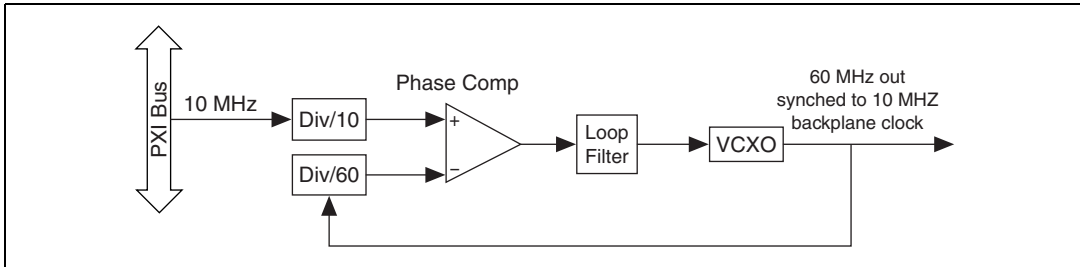 PXI Bus
10 MHz
Div/10
Div/60
Phase Comp
+
−
Loop
Filter
VCXO
60 MHz out
synched to 10 MHZ
backplane clock